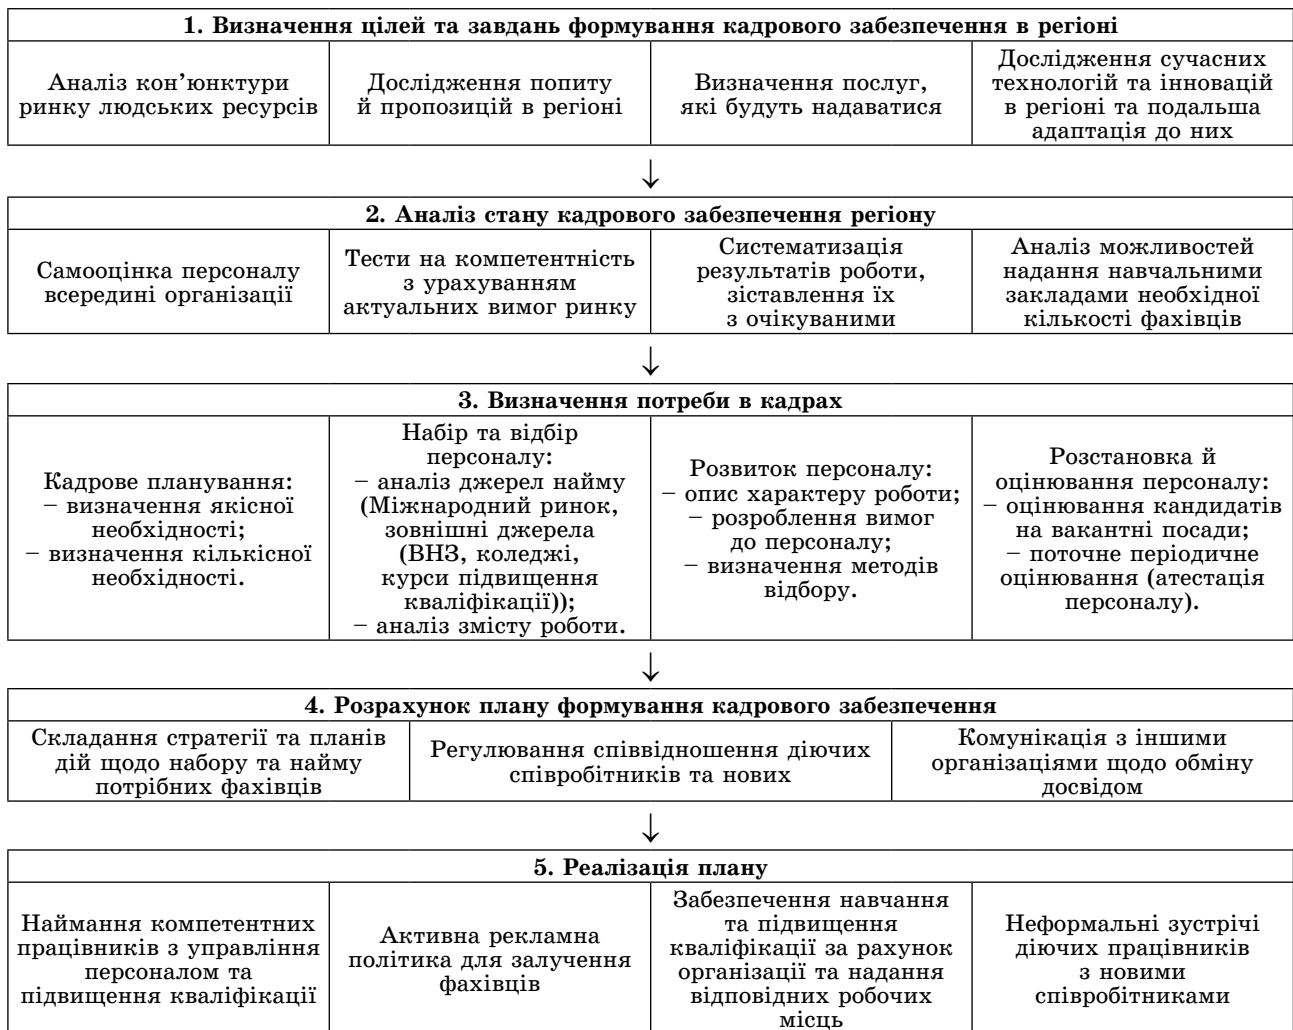 1. Визначення цілей та завдань формування кадрового забезпечення в регіоні
Аналіз кон’юнктури
ринку людських ресурсів
Дослідження попиту
й пропозицій в регіоні
Визначення послуг,
які будуть надаватися
Дослідження сучасних
технологій та інновацій
в регіоні та подальша
адаптація до них
↓
2. Аналіз стану кадрового забезпечення регіону
Самооцінка персоналу
всередині організації
Тести на компетентність
з урахуванням
актуальних вимог ринку
Систематизація
результатів роботи,
зіставлення їх
з очікуваними
Аналіз можливостей
надання навчальними
закладами необхідної
кількості фахівців
↓
3. Визначення потреби в кадрах
Кадрове планування:
– визначення якісної
необхідності;
– визначення кількісної
необхідності.
Набір та відбір
персоналу:
– аналіз джерел найму
(Міжнародний ринок,
зовнішні джерела
(ВНЗ, коледжі,
курси підвищення
кваліфікації));
– аналіз змісту роботи.
Розвиток персоналу:
– опис характеру роботи;
– розроблення вимог
до персоналу;
– визначення методів
відбору.
Розстановка й
оцінювання персоналу:
– оцінювання кандидатів
на вакантні посади;
– поточне періодичне
оцінювання (атестація
персоналу).
↓
4. Розрахунок плану формування кадрового забезпечення
Складання стратегії та планів
дій щодо набору та найму
потрібних фахівців
Регулювання співвідношення діючих
співробітників та нових
Комунікація з іншими
організаціями щодо обміну
досвідом
↓
5. Реалізація плану
Наймання компетентних
працівників з управління
персоналом та
підвищення кваліфікації
Активна рекламна
політика для залучення
фахівців
Забезпечення навчання
та підвищення
кваліфікації за рахунок
організації та надання
відповідних робочих
місць
Неформальні зустрічі
діючих працівників
з новими
співробітниками